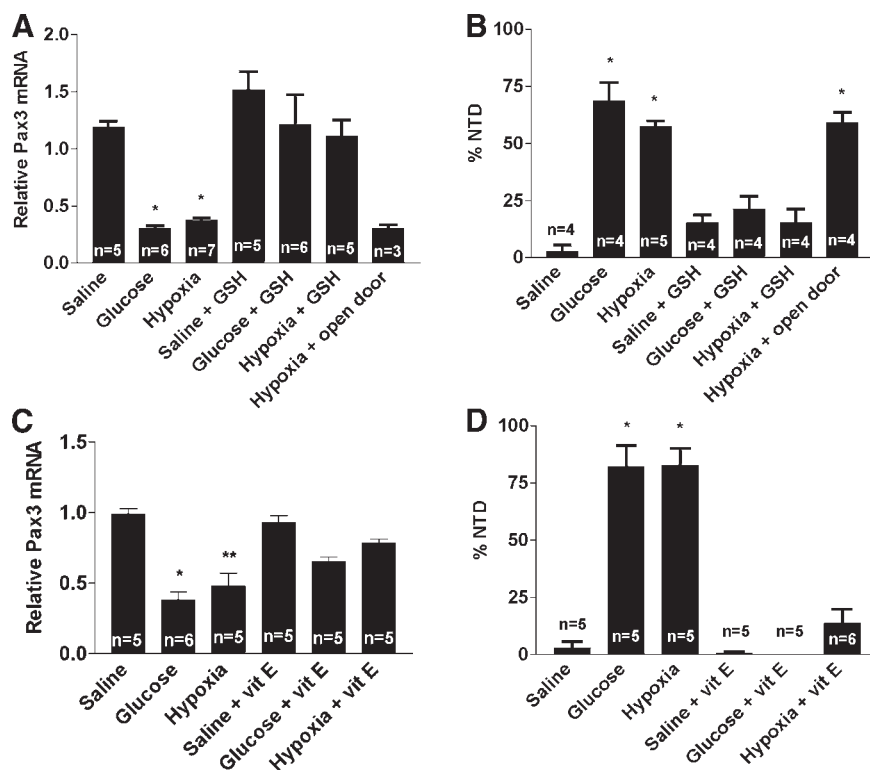 A
Relative Pax3 mRNA
2.0
1.5
1.0
0.5
0.0
*
*
n=5
n=6
n=7
n=5
n=6
n=5
n=3
Saline
Glucose
Hypoxia
Saline + GSH
Glucose + GSH
Hypoxia + GSH
Hypoxia + open door
B
% NTD
100
75
50
25
0
*
*
*
n=4
n=4
n=5
n=4
n=4
n=4
n=4
Saline
Glucose
Hypoxia
Saline + GSH
Glucose + GSH
Hypoxia + GSH
Hypoxia + open door
C
Relative Pax3 mRNA
1.5
1.0
0.5
0.0
*
**
n=5
n=6
n=5
n=5
n=5
n=5
Saline
Glucose
Hypoxia
Saline + vit E
Glucose + vit E
Hypoxia + vit E
D
% NTD
100
75
50
25
0
*
*
n=5
n=5
n=5
n=5
n=5
n=6
Saline
Glucose
Hypoxia
Saline + vit E
Glucose + vit E
Hypoxia + vit E